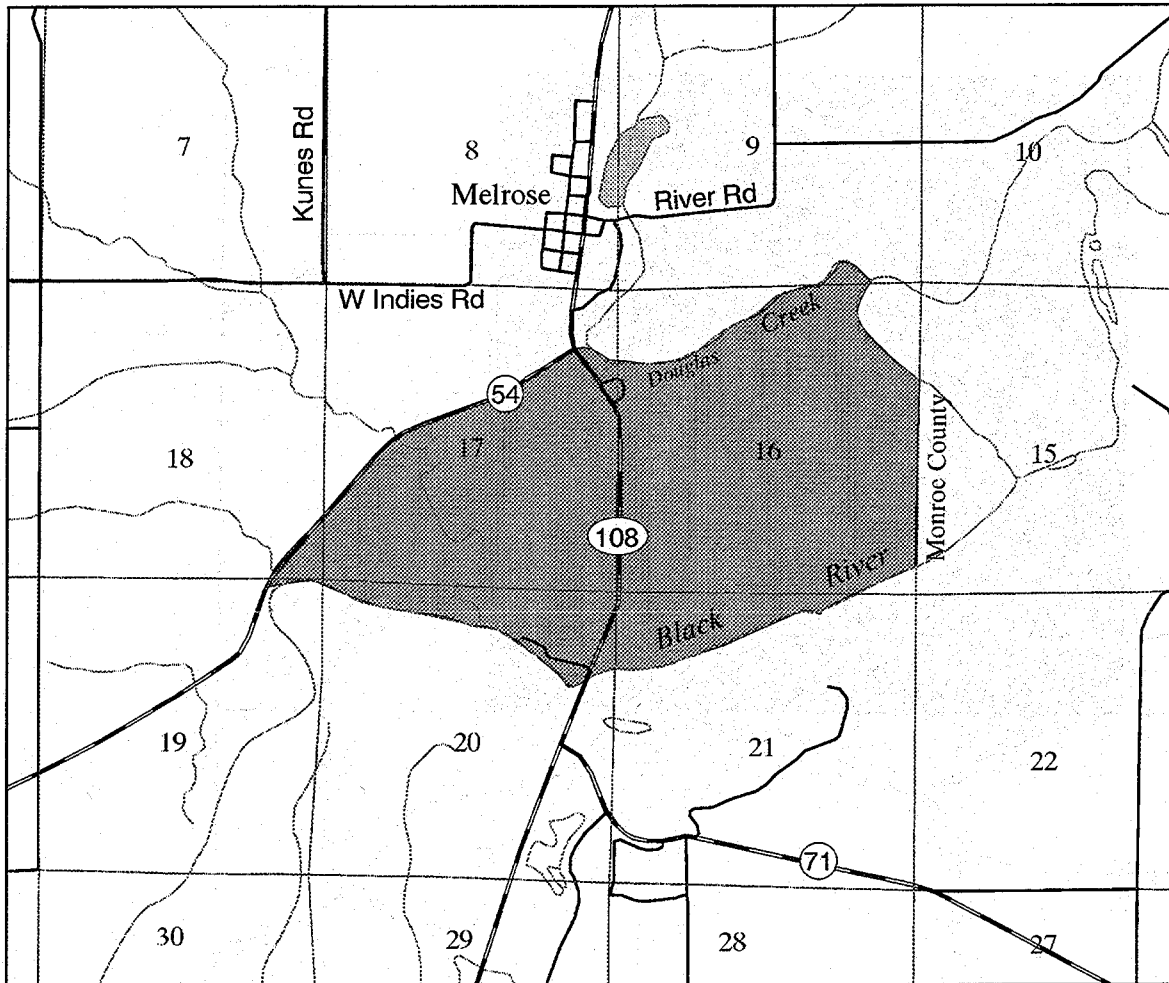 7
8
9
10
Kunes Rd
Melrose
River Rd
W Indies Rd
Creek
Douglas
54
17
16
15
18
Monroe County
108
River
Black
19
20
21
22
71
30
29
28
27